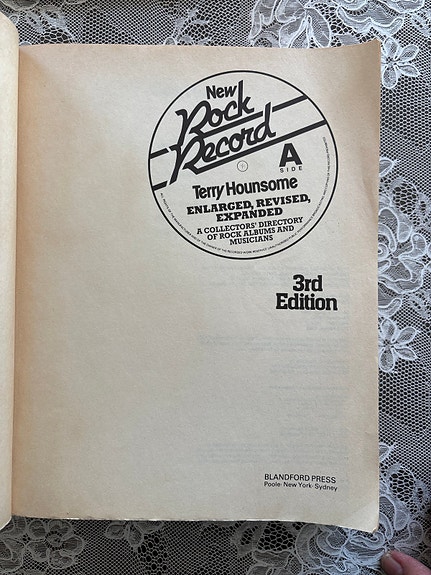 New
Rock
Record
A
SIDE
Terry Hounsome
ENLARGED, REVISED,
EXPANDED
A COLLECTORS' DIRECTORY
OF ROCK ALBUMS AND
MUSICIANS
3rd
Edition
BLANDFORD PRESS
Poole · New York · Sydney